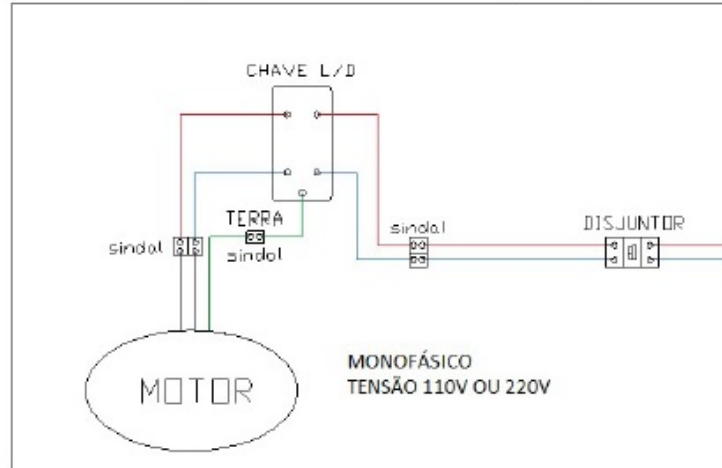 CHAVE L/D
TERRA
sindal
sindal
sindal
DISJUNTOR
MOTOR
MONOFÁSICO
TENSÃO 110V OU 220V